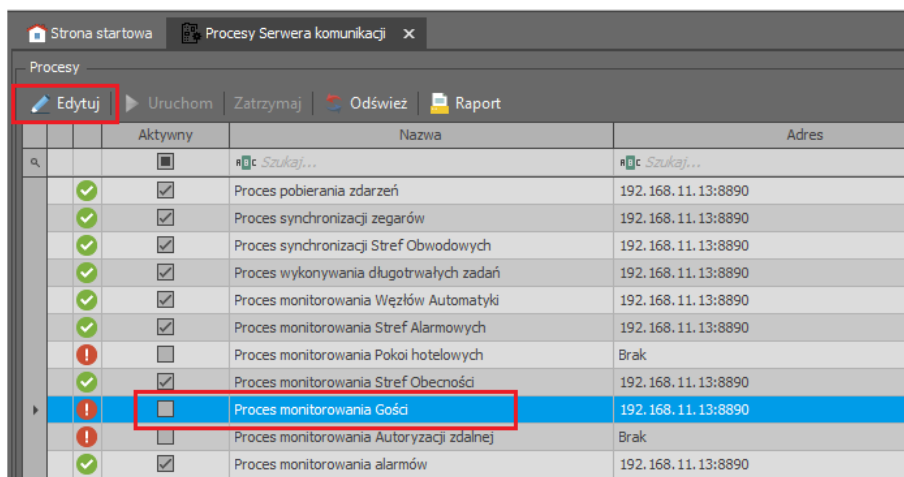 Strona startowa Procesy Serwera komunikacji
Procesy
Edytuj Uruchom Zatrzymaj Odśwież Raport
Aktywny Nazwa Adres
ABC Szukaj... ABC Szukaj...
Proces pobierania zdarzeń 192.168.11.13:8890
Proces synchronizacji zegarów 192.168.11.13:8890
Proces synchronizacji Stref Obwodowych 192.168.11.13:8890
Proces wykonywania długotrwałych zadań 192.168.11.13:8890
Proces monitorowania Węzłów Automatyki 192.168.11.13:8890
Proces monitorowania Stref Alarmowych 192.168.11.13:8890
Proces monitorowania Pokoi hotelowych Brak
Proces monitorowania Stref Obecności 192.168.11.13:8890
Proces monitorowania Gości 192.168.11.13:8890
Proces monitorowania Autoryzacji zdalnej Brak
Proces monitorowania alarmów 192.168.11.13:8890